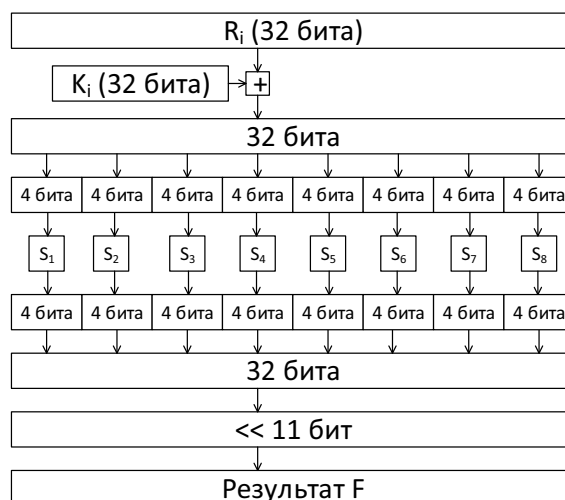 R₁ (32 бита)
K₁ (32 бита) +
32 бита
4 бита 4 бита 4 бита 4 бита 4 бита 4 бита 4 бита 4 бита
S₁ S₂ S₃ S₄ S₅ S₆ S₇ S₈
4 бита 4 бита 4 бита 4 бита 4 бита 4 бита 4 бита 4 бита
32 бита
<< 11 бит
Результат F